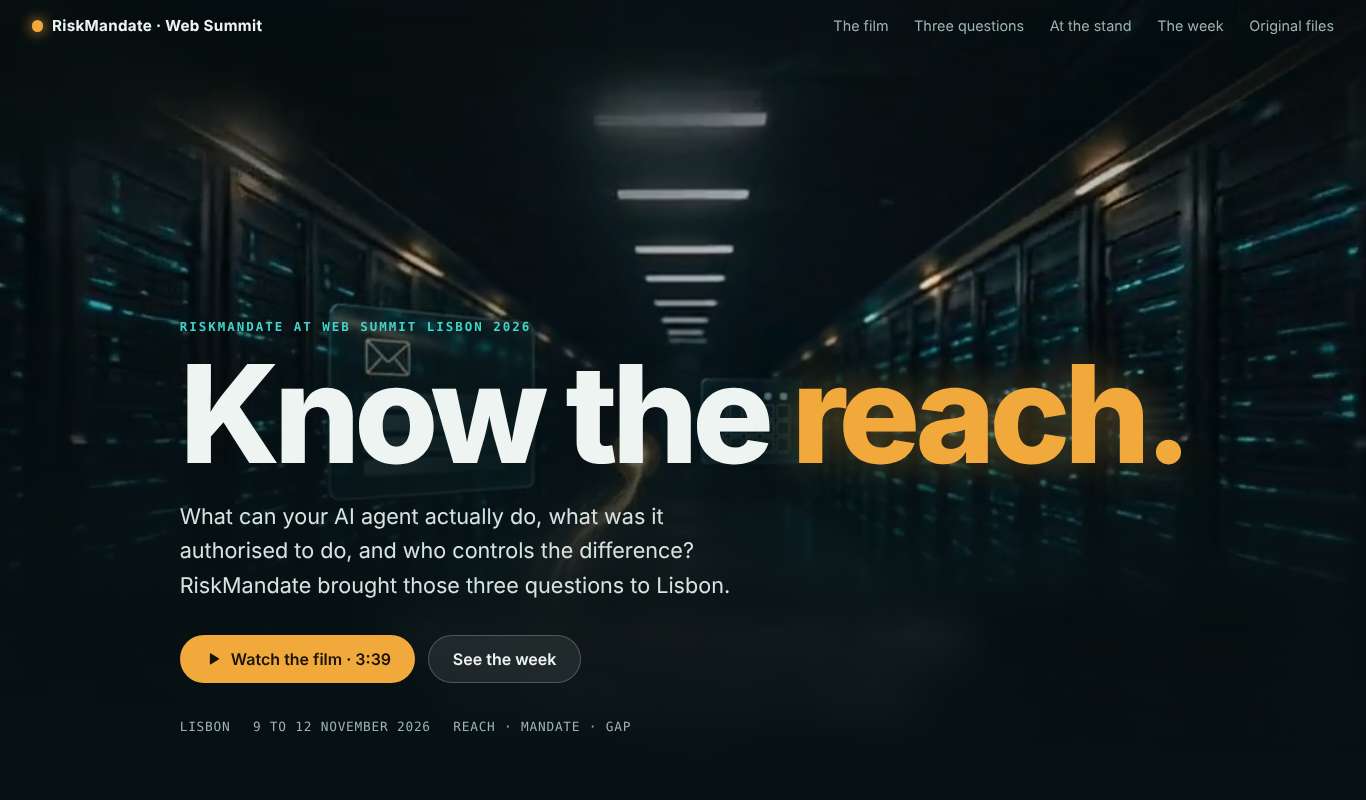 RiskMandate · Web Summit
The film
Three questions
At the stand
The week
Original files
RISKMANDATE AT WEB SUMMIT LISBON 2026
Know the reach.
What can your AI agent actually do, what was it
authorised to do, and who controls the difference?
RiskMandate brought those three questions to Lisbon.
Watch the film · 3:39
See the week
LISBON 9 TO 12 NOVEMBER 2026 REACH · MANDATE · GAP